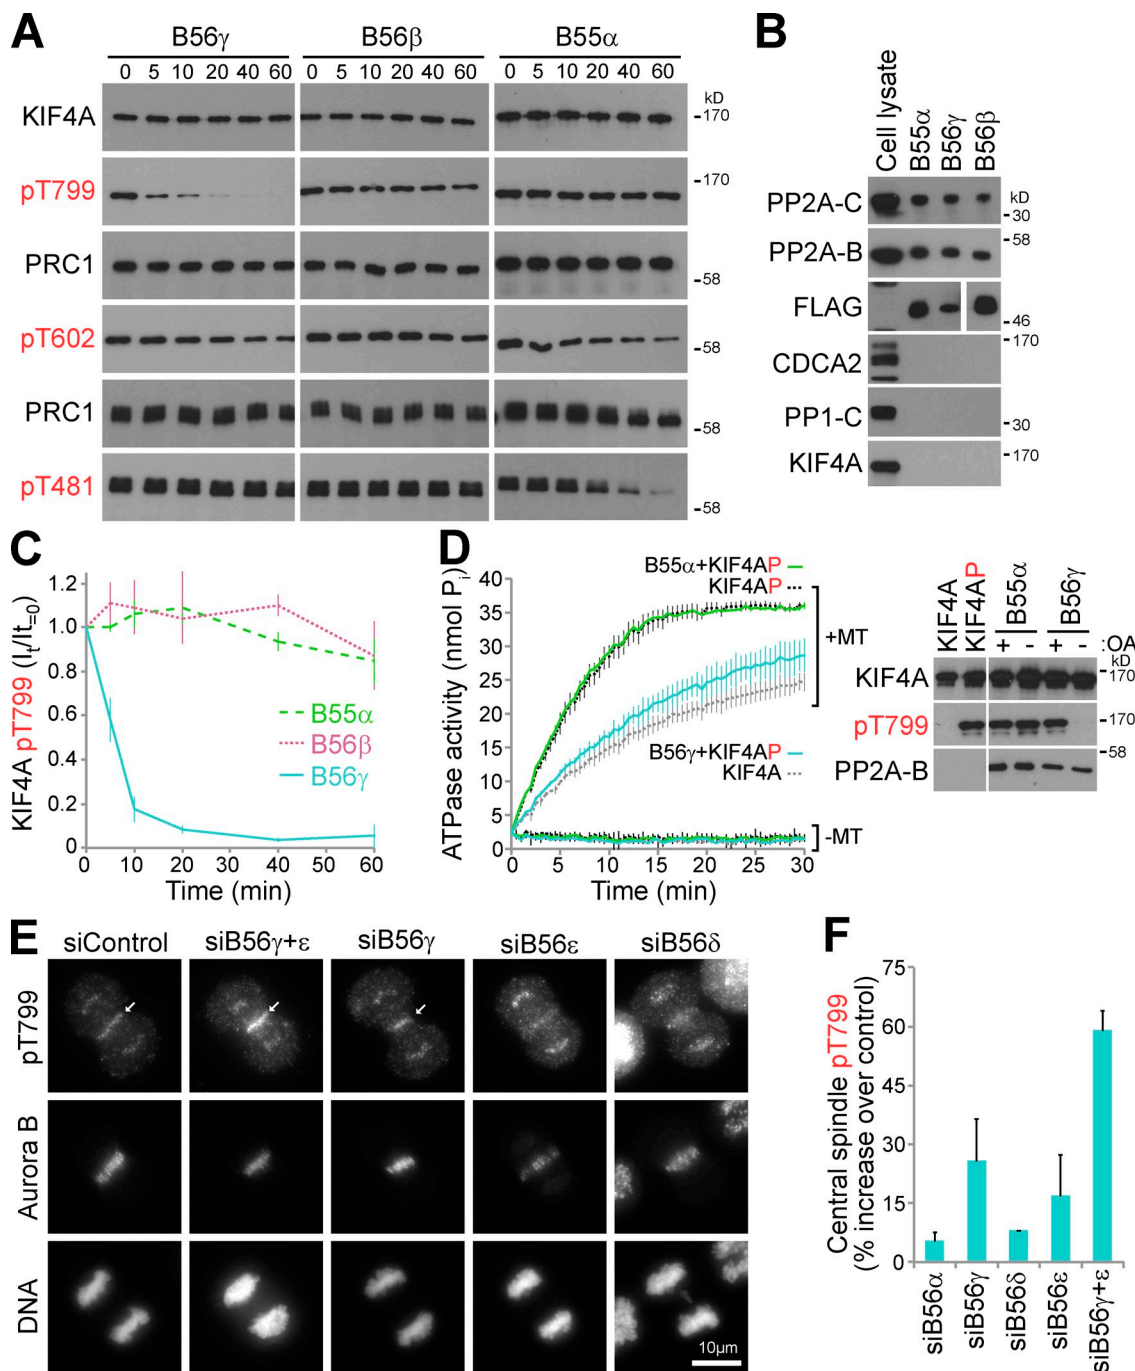 A
B56γ B56β B55α
0 5 10 20 40 60 0 5 10 20 40 60 0 5 10 20 40 60
kD
KIF4A -170
pT799 -170
PRC1 -58
pT602 -58
PRC1 -58
pT481 -58
B
Cell lysate B55α B56γ B56β
kD
PP2A-C -30
-58
PP2A-B
FLAG -46
-170
CDCA2
PP1-C -30
-170
KIF4A
C
KIF4A pT799 (It/It=0)
1.2
1.0
0.8
0.6
0.4
0.2
0
B55α
B56β
B56γ
0 10 20 30 40 50 60
Time (min)
D
ATPase activity (nmol Pi)
40
35
30
25
20
15
10
5
0
B55α+KIF4AP
KIF4AP
+MT
B56γ+KIF4AP
KIF4A
-MT
0 5 10 15 20 25 30
Time (min)
KIF4A KIF4AP B55α B56γ
+ - + - :OA
kD
KIF4A 170
pT799 -170
58
PP2A-B
E
siControl siB56γ+ε siB56γ siB56ε siB56δ
pT799
Aurora B
DNA
10μm
F
Central spindle pT799
(% increase over control)
75
60
45
30
15
0
siB56α siB56γ siB56δ siB56ε siB56γ+ε